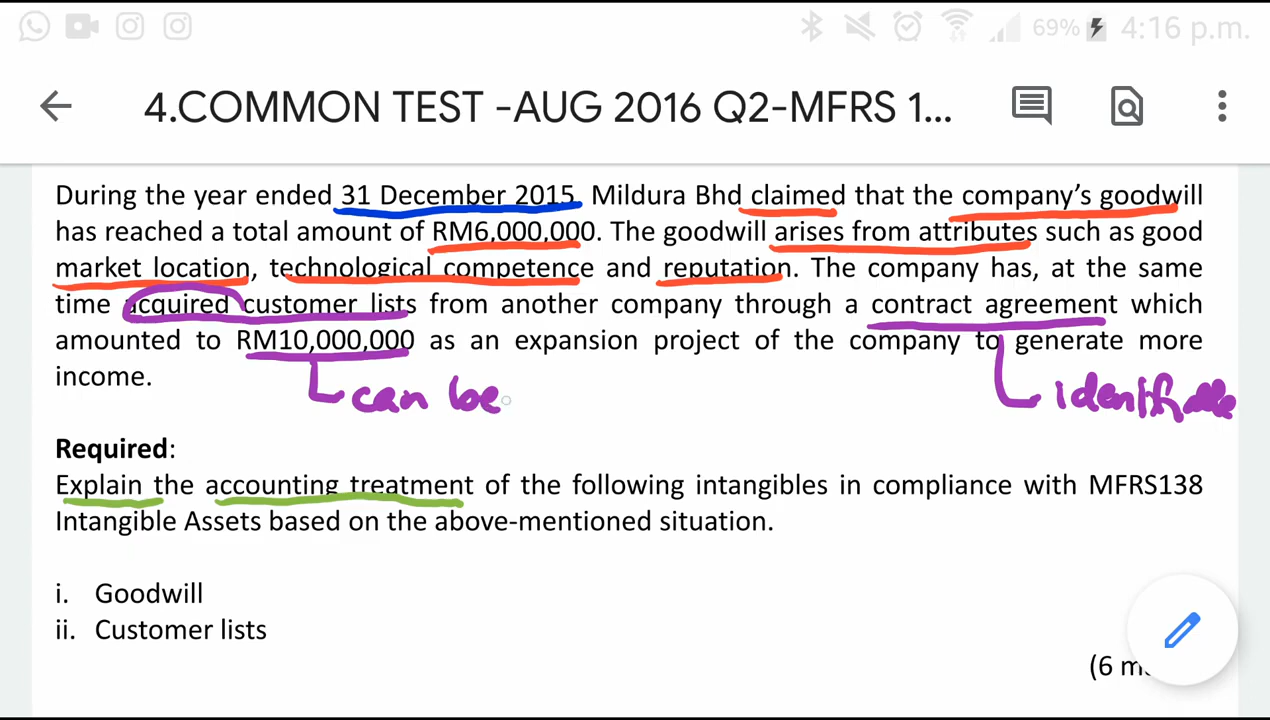 69% 4:16 p.m.
4.COMMON TEST -AUG 2016 Q2-MFRS 1...
During the year ended 31 December 2015, Mildura Bhd claimed that the company's goodwill
has reached a total amount of RM6,000,000. The goodwill arises from attributes such as good
market location, technological competence and reputation. The company has, at the same
time acquired customer lists from another company through a contract agreement which
amounted to RM10,000,000 as an expansion project of the company to generate more
income.
can be identifiable
Required:
Explain the accounting treatment of the following intangibles in compliance with MFRS138
Intangible Assets based on the above-mentioned situation.
i. Goodwill
ii. Customer lists
(6 m